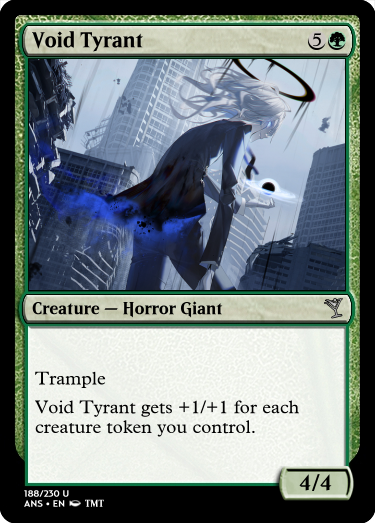 Void Tyrant 5
Creature — Horror Giant
Trample
Void Tyrant gets +1/+1 for each
creature token you control.
4/4
188/230 U
ANS • EN TMT